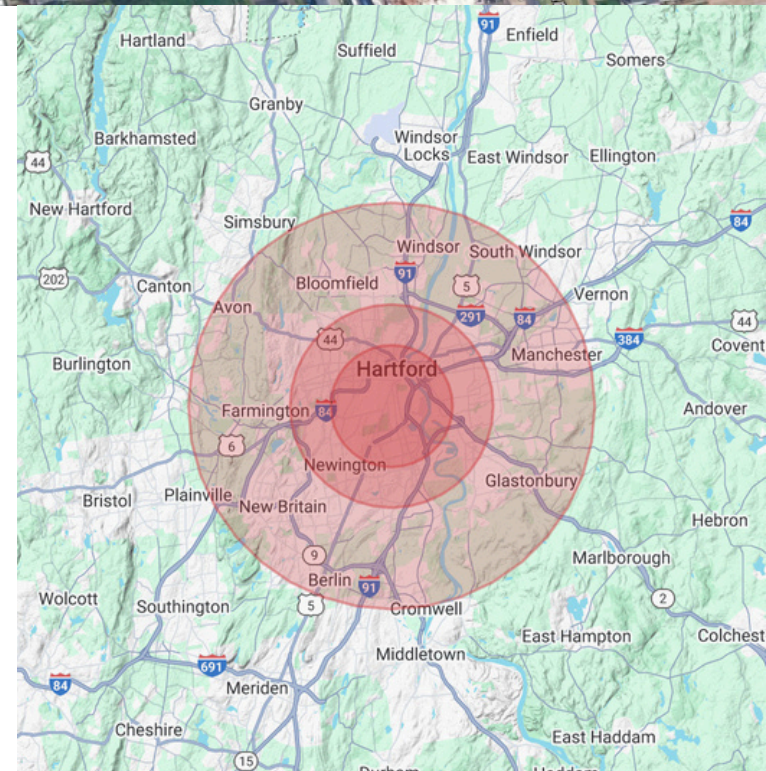 91
Enfield
Hartland
Suffield
Somers
Granby
Barkhamsted
Windsor
Locks
East Windsor
Ellington
44
New Hartford
Simsbury
84
Windsor
South Windsor
91
202
Canton
Bloomfield
5
Vernon
Avon
291
84
44
44
384
Covent
Manchester
Burlington
Hartford
Farmington
84
Andover
6
Newington
Glastonbury
Bristol
Plainville
New Britain
Hebron
9
Marlborough
Berlin
91
Wolcott
Southington
5
Cromwell
2
East Hampton
Colchest
Middletown
691
84
Meriden
Cheshire
East Haddam
15
Durham
Haddam